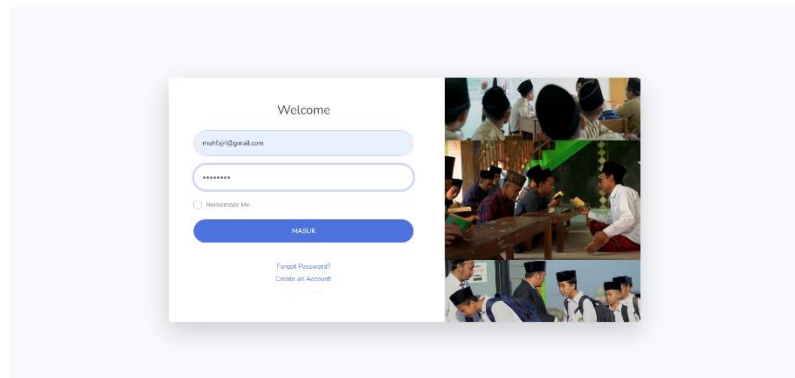 Welcome
muhfajri@gmail.com
••••••••
Remember Me
MASUK
Forgot Password?
Create an Account